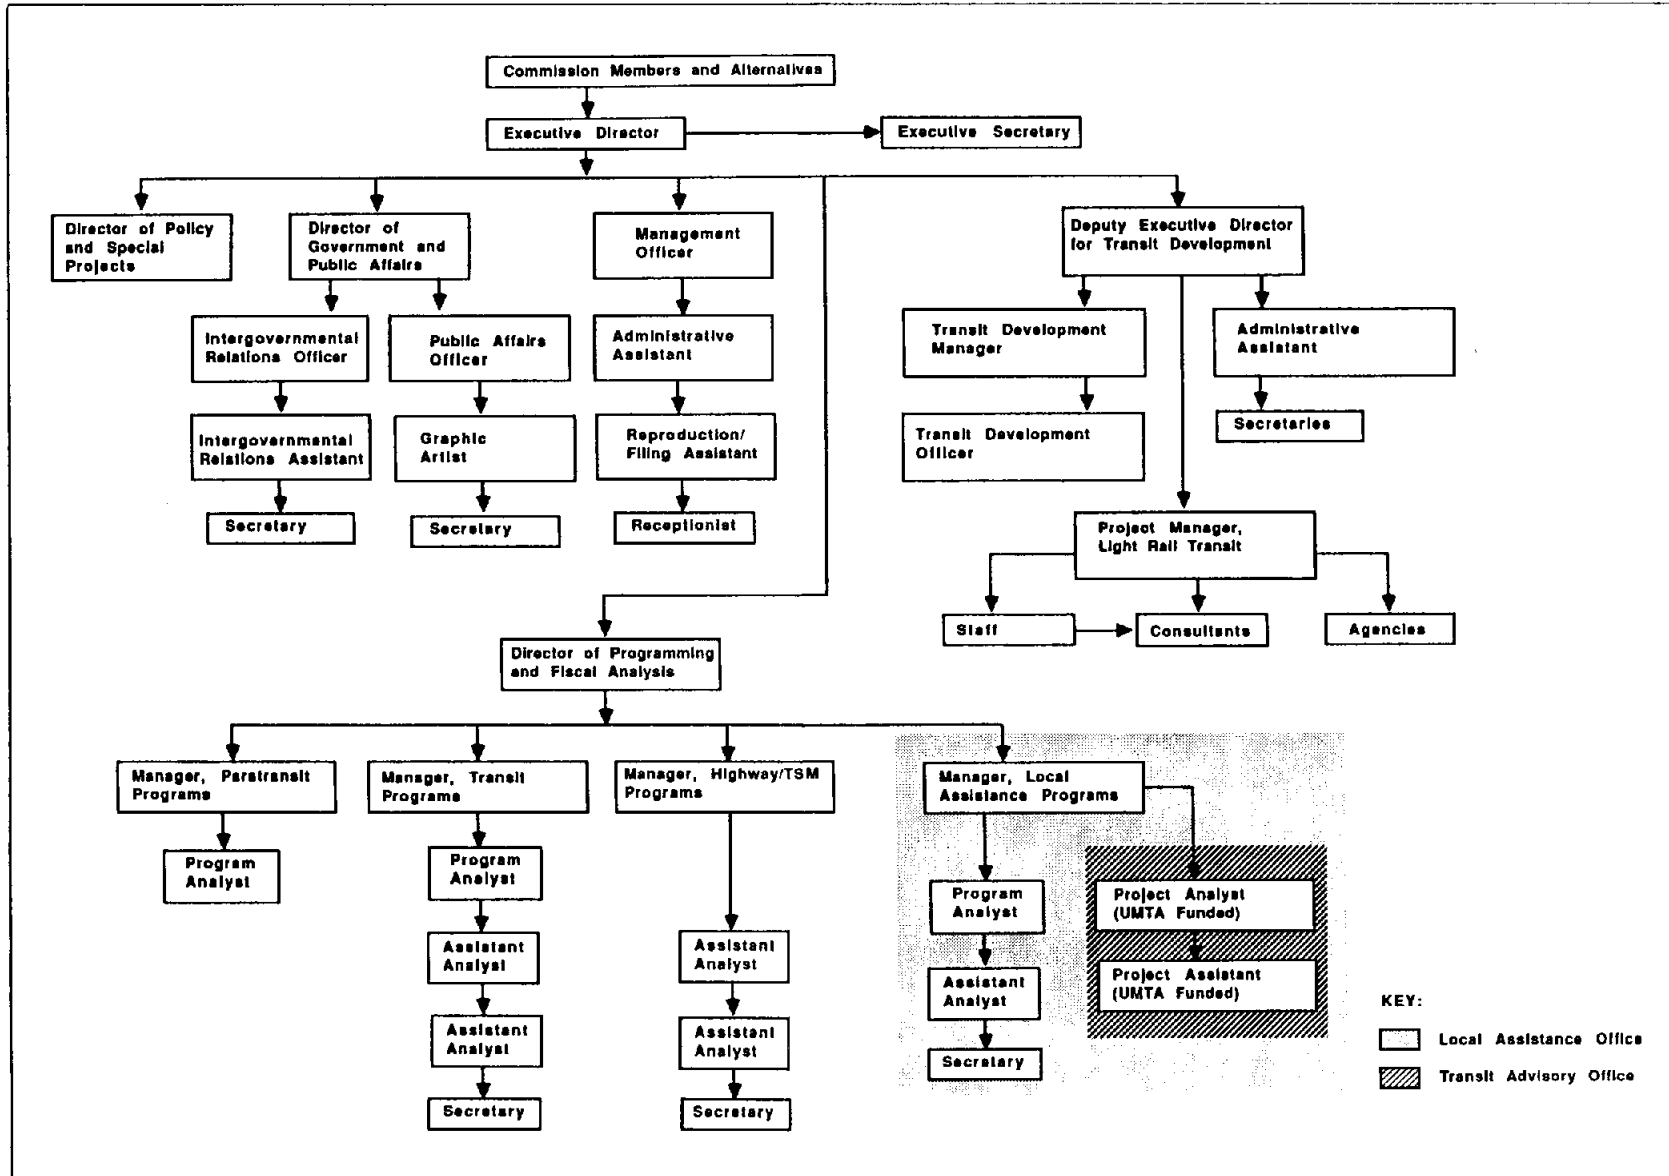 Commission Members and Alternatives
Executive Director
Executive Secretary
Director of Policy
and Special
Projects
Director of
Government and
Public Affairs
Management
Officer
Deputy Executive Director
for Transit Development
Intergovernmental
Relations Officer
Public Affairs
Officer
Administrative
Assistant
Transit Development
Manager
Administrative
Assistant
Intergovernmental
Relations Assistant
Graphic
Artist
Reproduction/
Filing Assistant
Transit Development
Officer
Secretaries
Secretary
Secretary
Receptionist
Project Manager,
Light Rail Transit
Staff
Consultants
Agencies
Director of Programming
and Fiscal Analysis
Manager, Paratransit
Programs
Manager, Transit
Programs
Manager, Highway/TSM
Programs
Manager, Local
Assistance Programs
Program
Analyst
Program
Analyst
Program
Analyst
Project Analyst
(UMTA Funded)
Assistant
Analyst
Assistant
Analyst
Assistant
Analyst
Project Assistant
(UMTA Funded)
Assistant
Analyst
Assistant
Analyst
Secretary
Secretary
Secretary
KEY:
Local Assistance Office
Transit Advisory Office